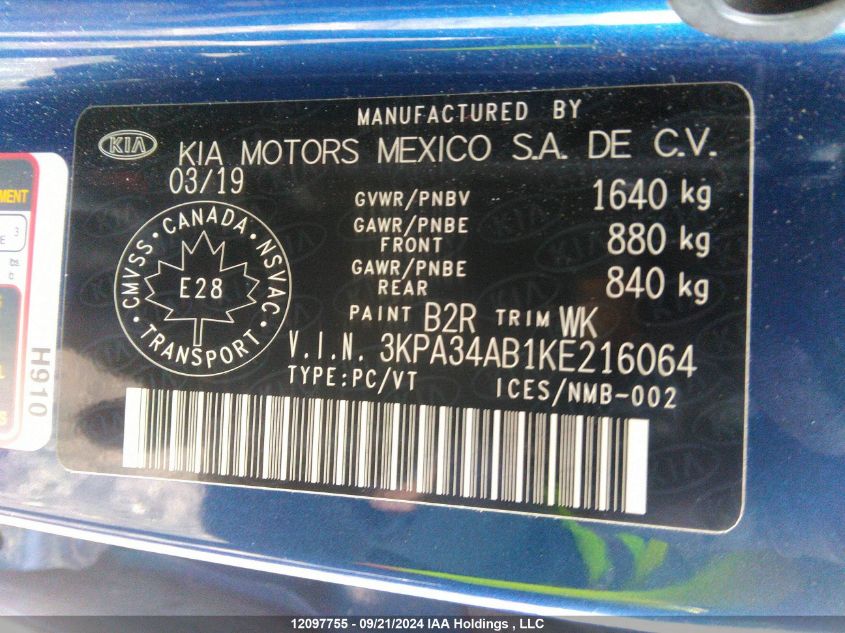 MANUFACTURED BY
KIA KIA MOTORS MEXICO S.A. DE C.V.
03/19
GVWR/PNBV 1640 kg
GAWR/PNBE FRONT 880 kg
GAWR/PNBE REAR 840 kg
CMVSS · CANADA · NSVAC · TRANSPORT ·
E28
PAINT B2R TRIM WK
V.I.N. 3KPA34AB1KE216064
TYPE:PC/VT ICES/NMB-002
H910
3
12097755 - 09/21/2024 IAA Holdings , LLC